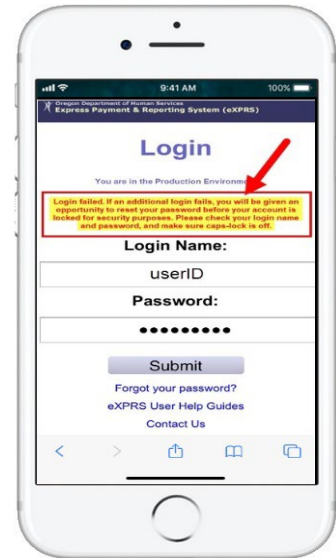 9:41 AM
100%
Oregon Department of Human Services
Express Payment & Reporting System (eXPRS)
Login
You are in the Production
Login failed. If an additional login fails, you will be given an
opportunity to reset your password before your account is
locked for security purposes. Please check your login name
and password, and make sure caps-lock is off.
Login Name:
userID
Password:
Submit
Forgot your password?
eXPRS User Help Guides
Contact Us